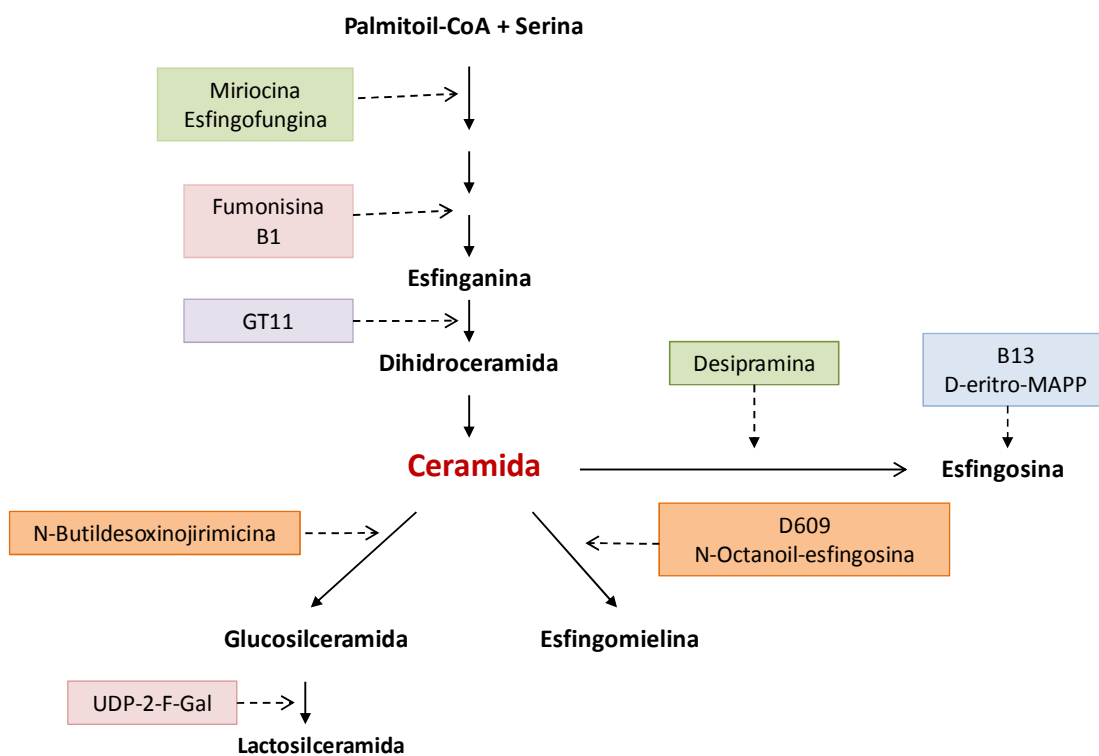 Palmitoil-CoA + Serina
Miriocina
Esfingofungina
Fumonisina
B1
Esfinganina
GT11
Dihidroceramida
Desipramina
B13
D-eritro-MAPP
Ceramida
Esfingosina
N-Butildesoxinojirimicina
D609
N-Octanoil-esfingosina
Glucosilceramida
Esfingomielina
UDP-2-F-Gal
Lactosilceramida